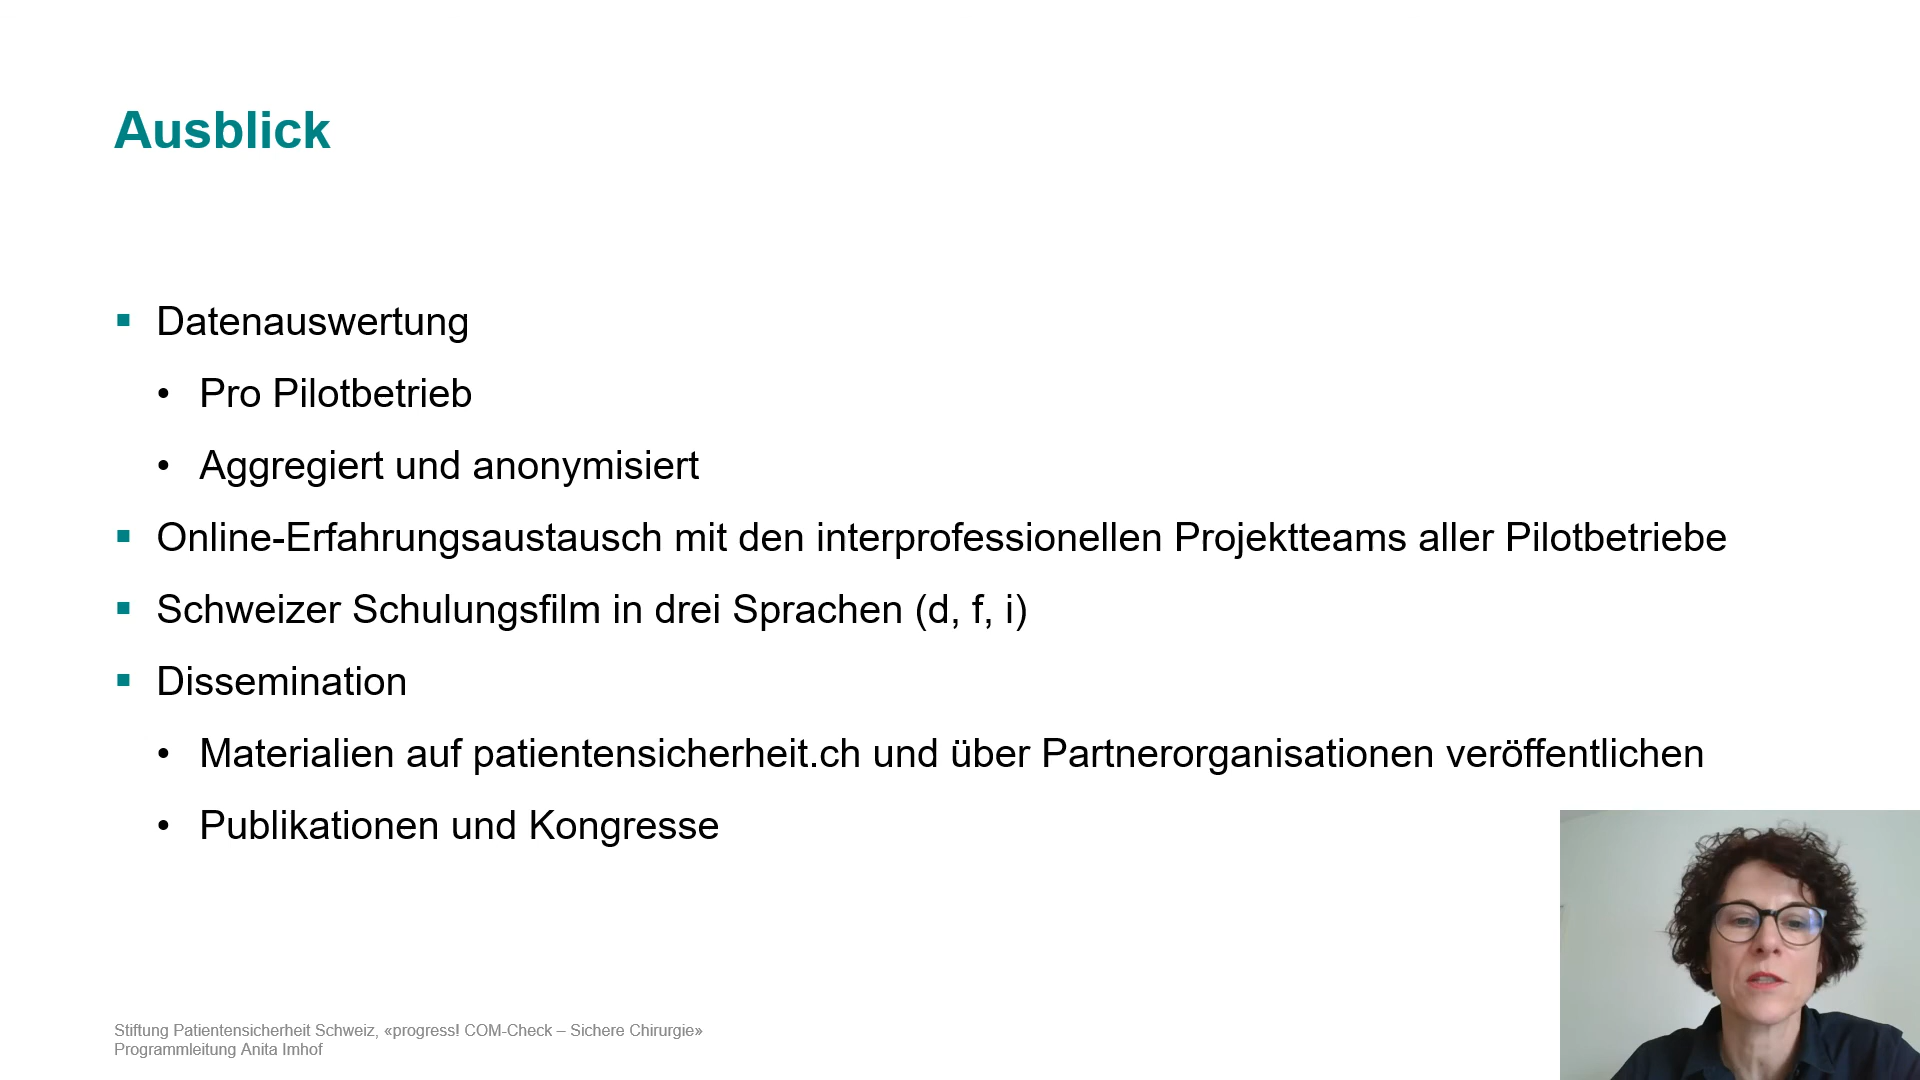 Ausblick
▪ Datenauswertung
• Pro Pilotbetrieb
• Aggregiert und anonymisiert
▪ Online-Erfahrungsaustausch mit den interprofessionellen Projektteams aller Pilotbetriebe
▪ Schweizer Schulungsfilm in drei Sprachen (d, f, i)
▪ Dissemination
• Materialien auf patientensicherheit.ch und über Partnerorganisationen veröffentlichen
• Publikationen und Kongresse
Stiftung Patientensicherheit Schweiz, «progress! COM-Check – Sichere Chirurgie»
Programmleitung Anita Imhof